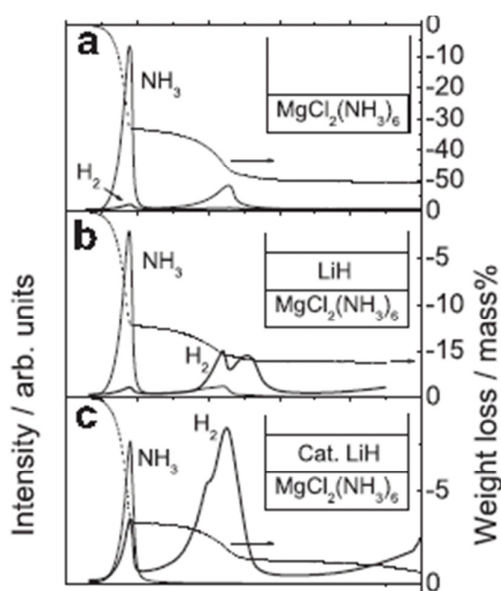 a
NH3
H2
MgCl2(NH3)6
0
-10
-20
-30
-40
-50
0
b
NH3
H2
LiH
MgCl2(NH3)6
-5
-10
-15
0
c
NH3
H2
Cat. LiH
MgCl2(NH3)6
-5
0
Intensity / arb. units
Weight loss / mass%